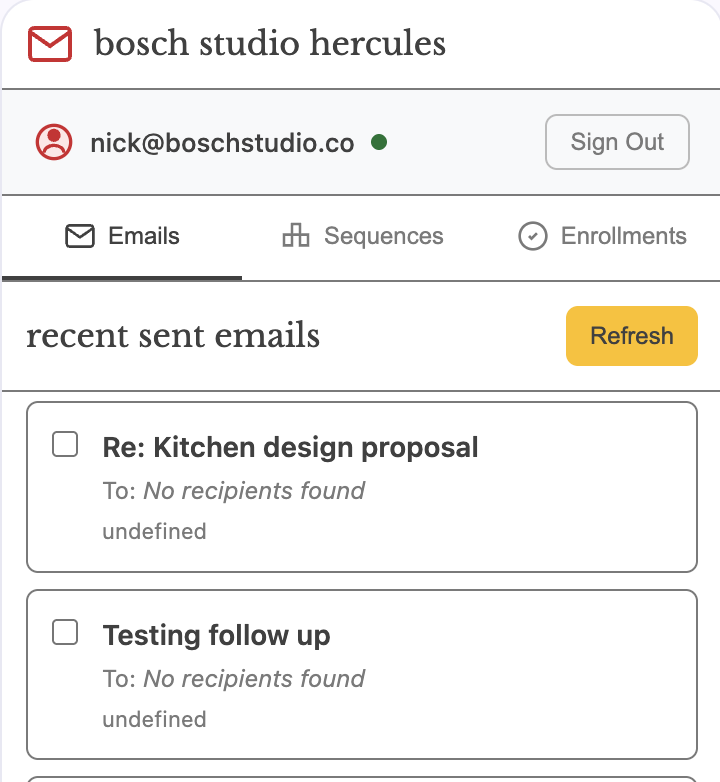 bosch studio hercules
nick@boschstudio.co
Sign Out
Emails
Sequences
Enrollments
recent sent emails
Refresh
Re: Kitchen design proposal
To: No recipients found
undefined
Testing follow up
To: No recipients found
undefined